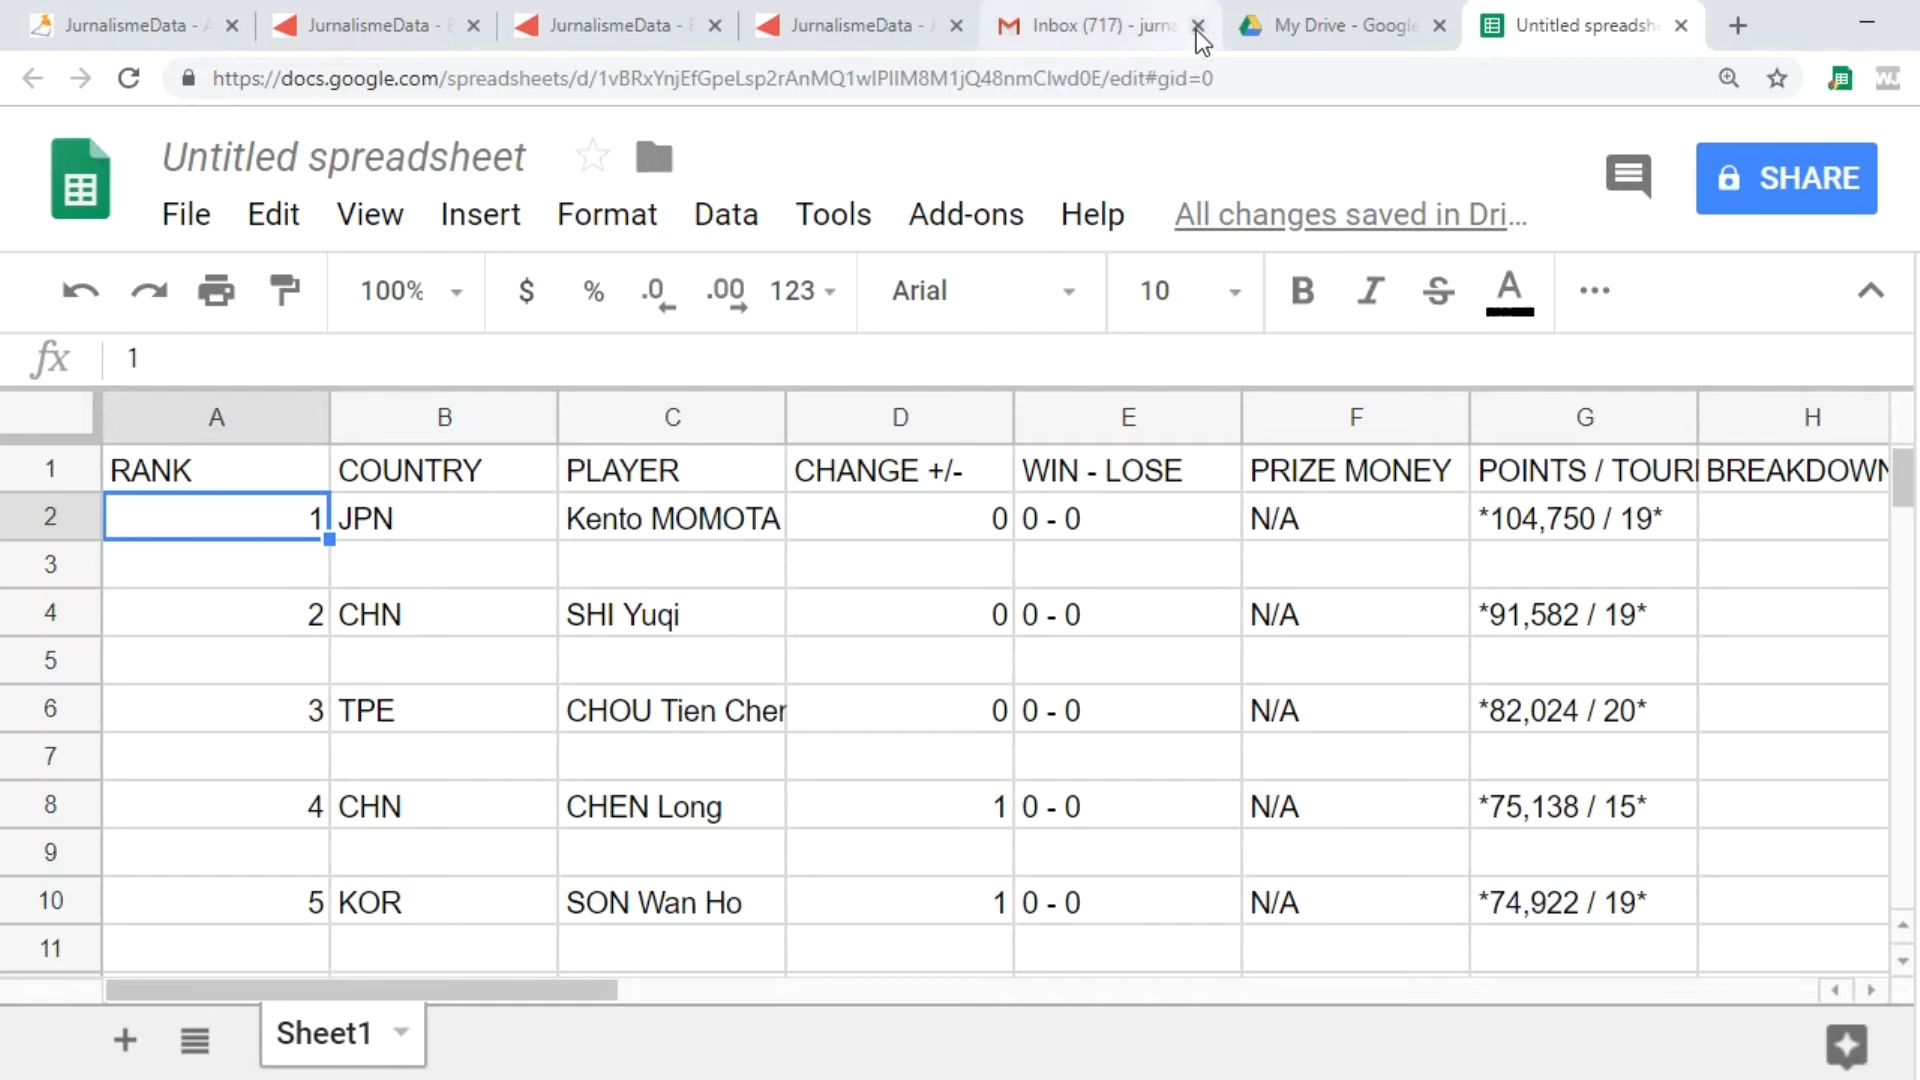 JurnalismeData - JurnalismeData - JurnalismeData - JurnalismeData - Inbox (717) - jurna My Drive - Google Untitled spreadsh
https://docs.google.com/spreadsheets/d/1vBRxYnjEfGpeLsp2rAnMQ1wIPlIM8M1jQ48nmClwd0E/edit#gid=0
Untitled spreadsheet
SHARE
File Edit View Insert Format Data Tools Add-ons Help All changes saved in Dri...
100% $ % .0 .00 123 Arial 10 B I S A
fx 1
A B C D E F G H
1 RANK COUNTRY PLAYER CHANGE +/- WIN - LOSE PRIZE MONEY POINTS / TOUR BREAKDOWN
2 1 JPN Kento MOMOTA 0 0 - 0 N/A *104,750 / 19*
3
4 2 CHN SHI Yuqi 0 0 - 0 N/A *91,582 / 19*
5
6 3 TPE CHOU Tien Chen 0 0 - 0 N/A *82,024 / 20*
7
8 4 CHN CHEN Long 1 0 - 0 N/A *75,138 / 15*
9
10 5 KOR SON Wan Ho 1 0 - 0 N/A *74,922 / 19*
11
Sheet1